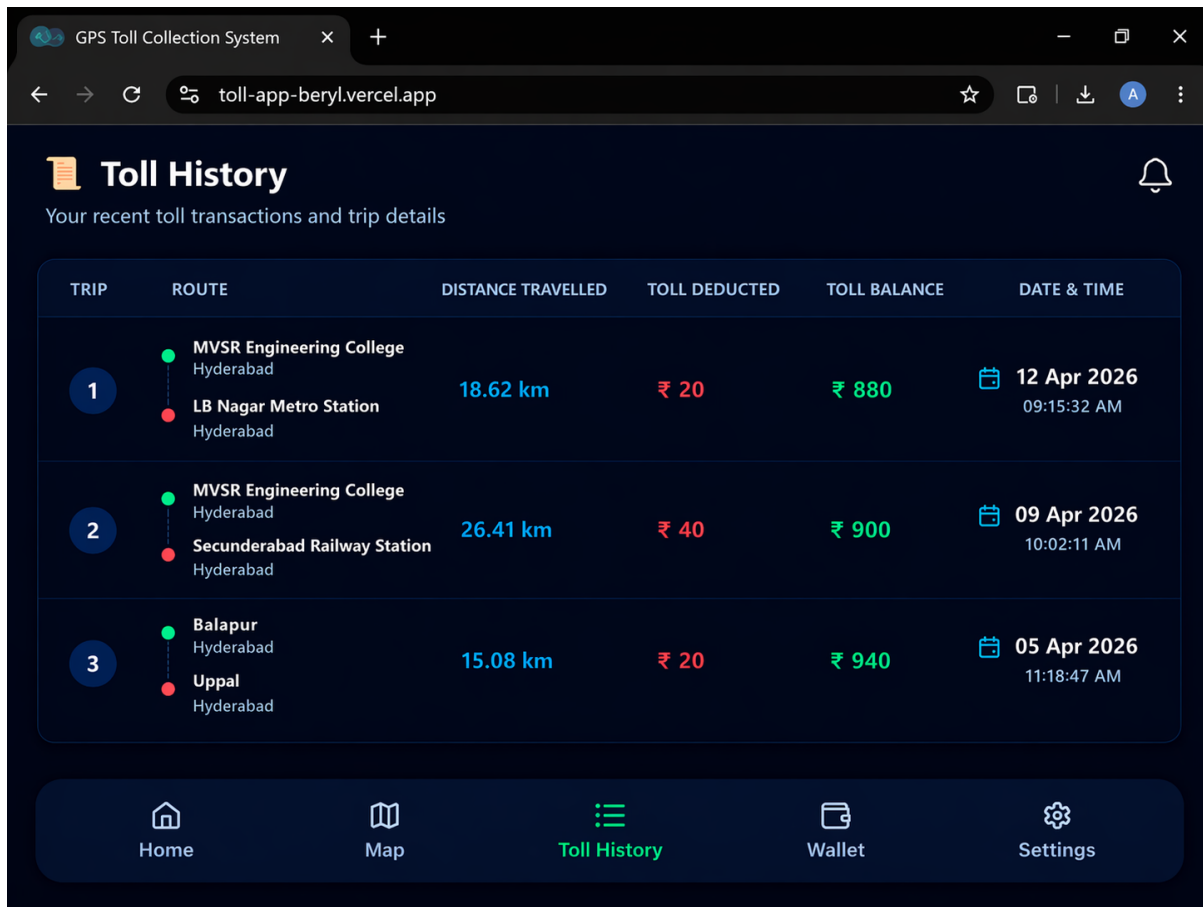 GPS Toll Collection System
toll-app-beryl.vercel.app
A
Toll History
Your recent toll transactions and trip details
TRIP ROUTE DISTANCE TRAVELLED TOLL DEDUCTED TOLL BALANCE DATE & TIME
MVSR Engineering College
Hyderabad
1 18.62 km ₹ 20 ₹ 880 12 Apr 2026
09:15:32 AM
LB Nagar Metro Station
Hyderabad
MVSR Engineering College
Hyderabad
2 26.41 km ₹ 40 ₹ 900 09 Apr 2026
10:02:11 AM
Secunderabad Railway Station
Hyderabad
Balapur
Hyderabad
3 15.08 km ₹ 20 ₹ 940 05 Apr 2026
11:18:47 AM
Uppal
Hyderabad
Home Map Toll History Wallet Settings